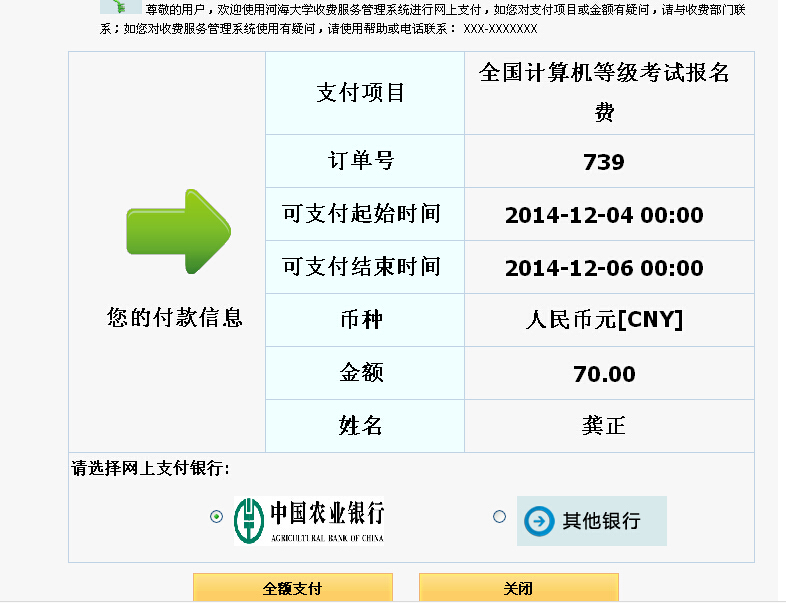 尊敬的用户，欢迎使用河海大学收费服务管理系统进行网上支付，如您对支付项目或金额有疑问，请与收费部门联
系；如您对收费服务管理系统使用有疑问，请使用帮助或电话联系： XXX-XXXXXXX
支付项目
全国计算机等级考试报名
费
订单号
739
可支付起始时间
2014-12-04 00:00
可支付结束时间
2014-12-06 00:00
您的付款信息
币种
人民币元[CNY]
金额
70.00
姓名
龚正
请选择网上支付银行:
中国农业银行
AGRICULTURAL BANK OF CHINA
其他银行
全额支付
关闭